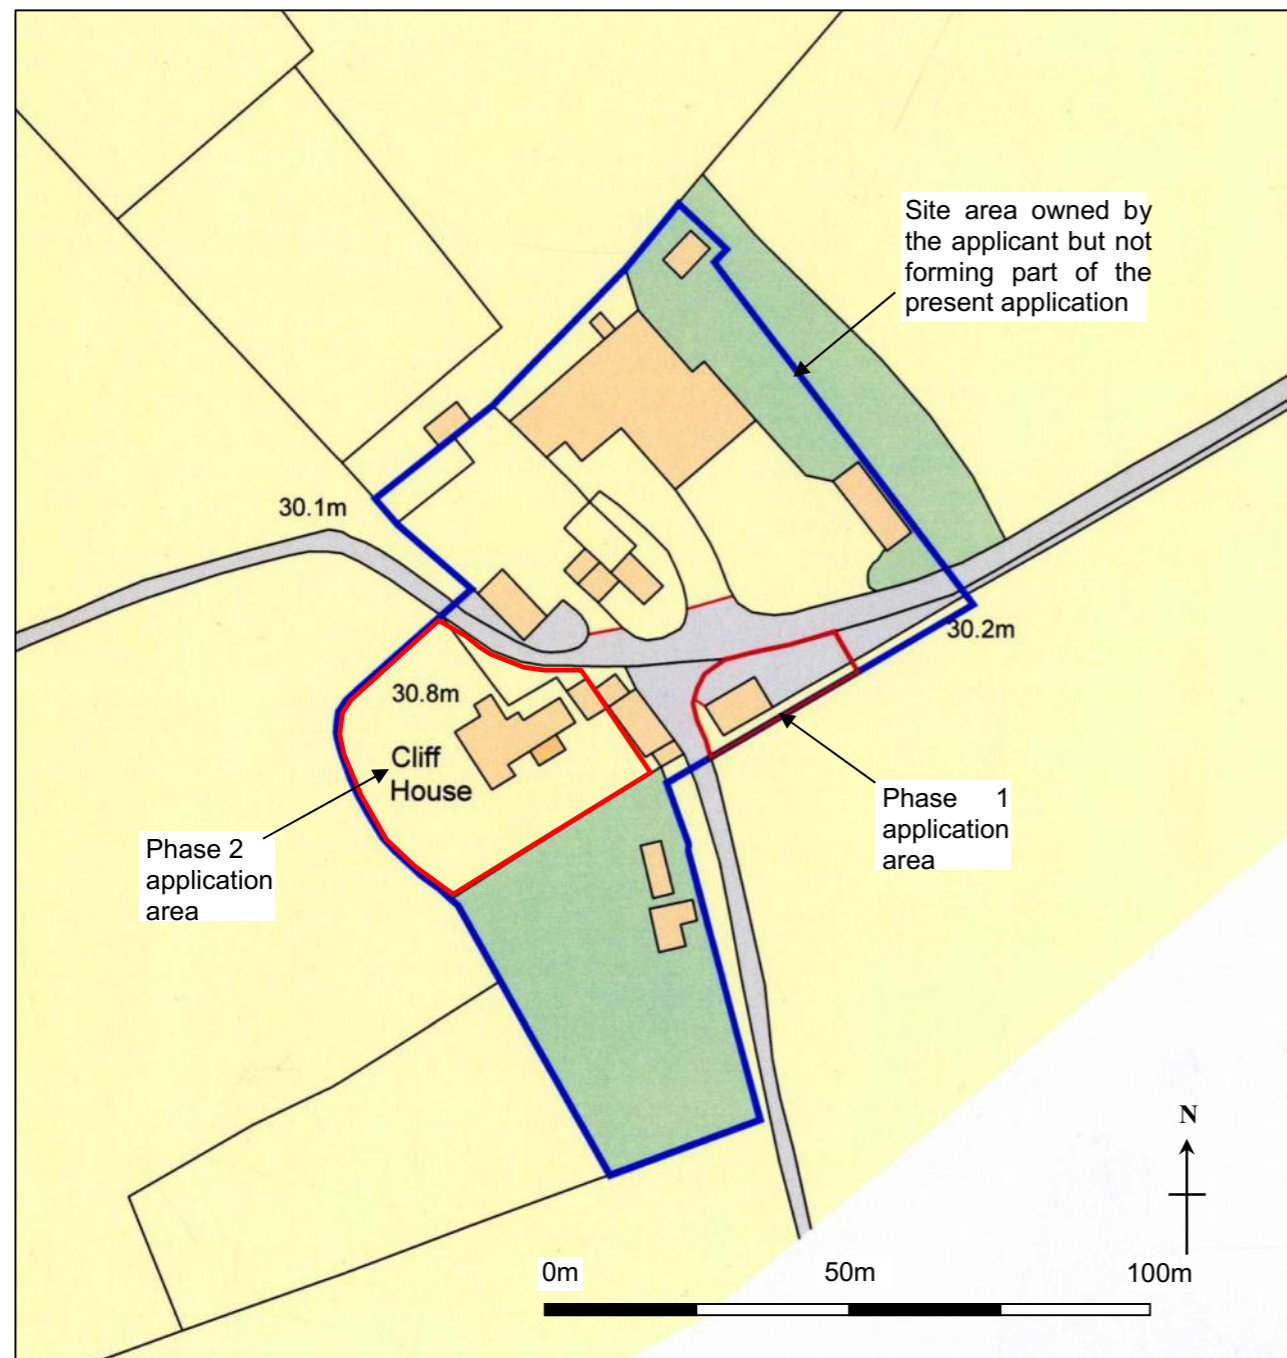 Site area owned by
the applicant but not
forming part of the
present application
30.1m
30.2m
30.8m
Cliff
House
Phase 1
application
area
Phase 2
application
area
N
0m 50m 100m